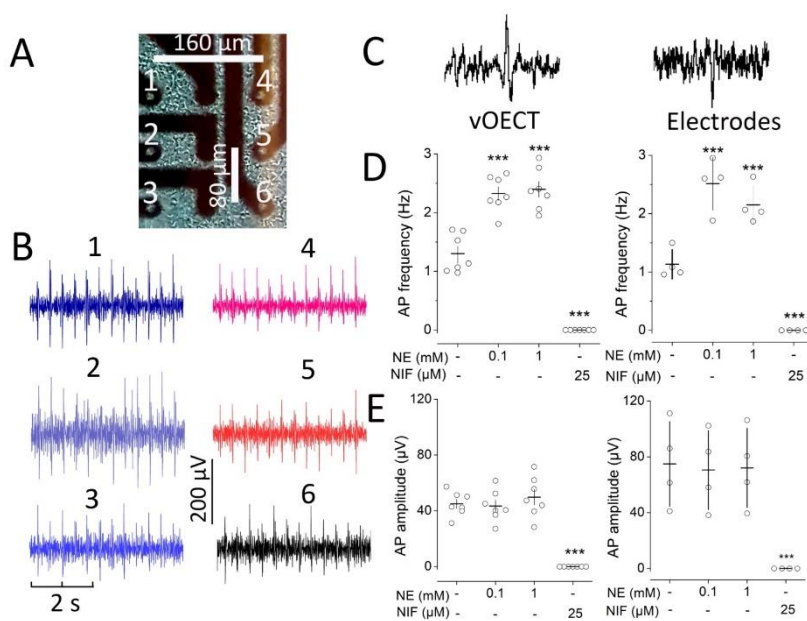 A
160 µm
1
4
2
5
3
6
80 µm
B
1
4
2
5
3
6
200 µV
2 s
C
vOECT
Electrodes
D
AP frequency (Hz)
3
2
1
0
***
***
***
NE (mM) - 0.1 1 -
NIF (µM) - - - 25
AP frequency (Hz)
3
2
1
0
***
***
***
NE (mM) - 0.1 1 -
NIF (µM) - - - 25
E
AP amplitude (µV)
120
80
40
0
***
NE (mM) - 0.1 1 -
NIF (µM) - - - 25
AP amplitude (µV)
120
80
40
0
***
NE (mM) - 0.1 1 -
NIF (µM) - - - 25